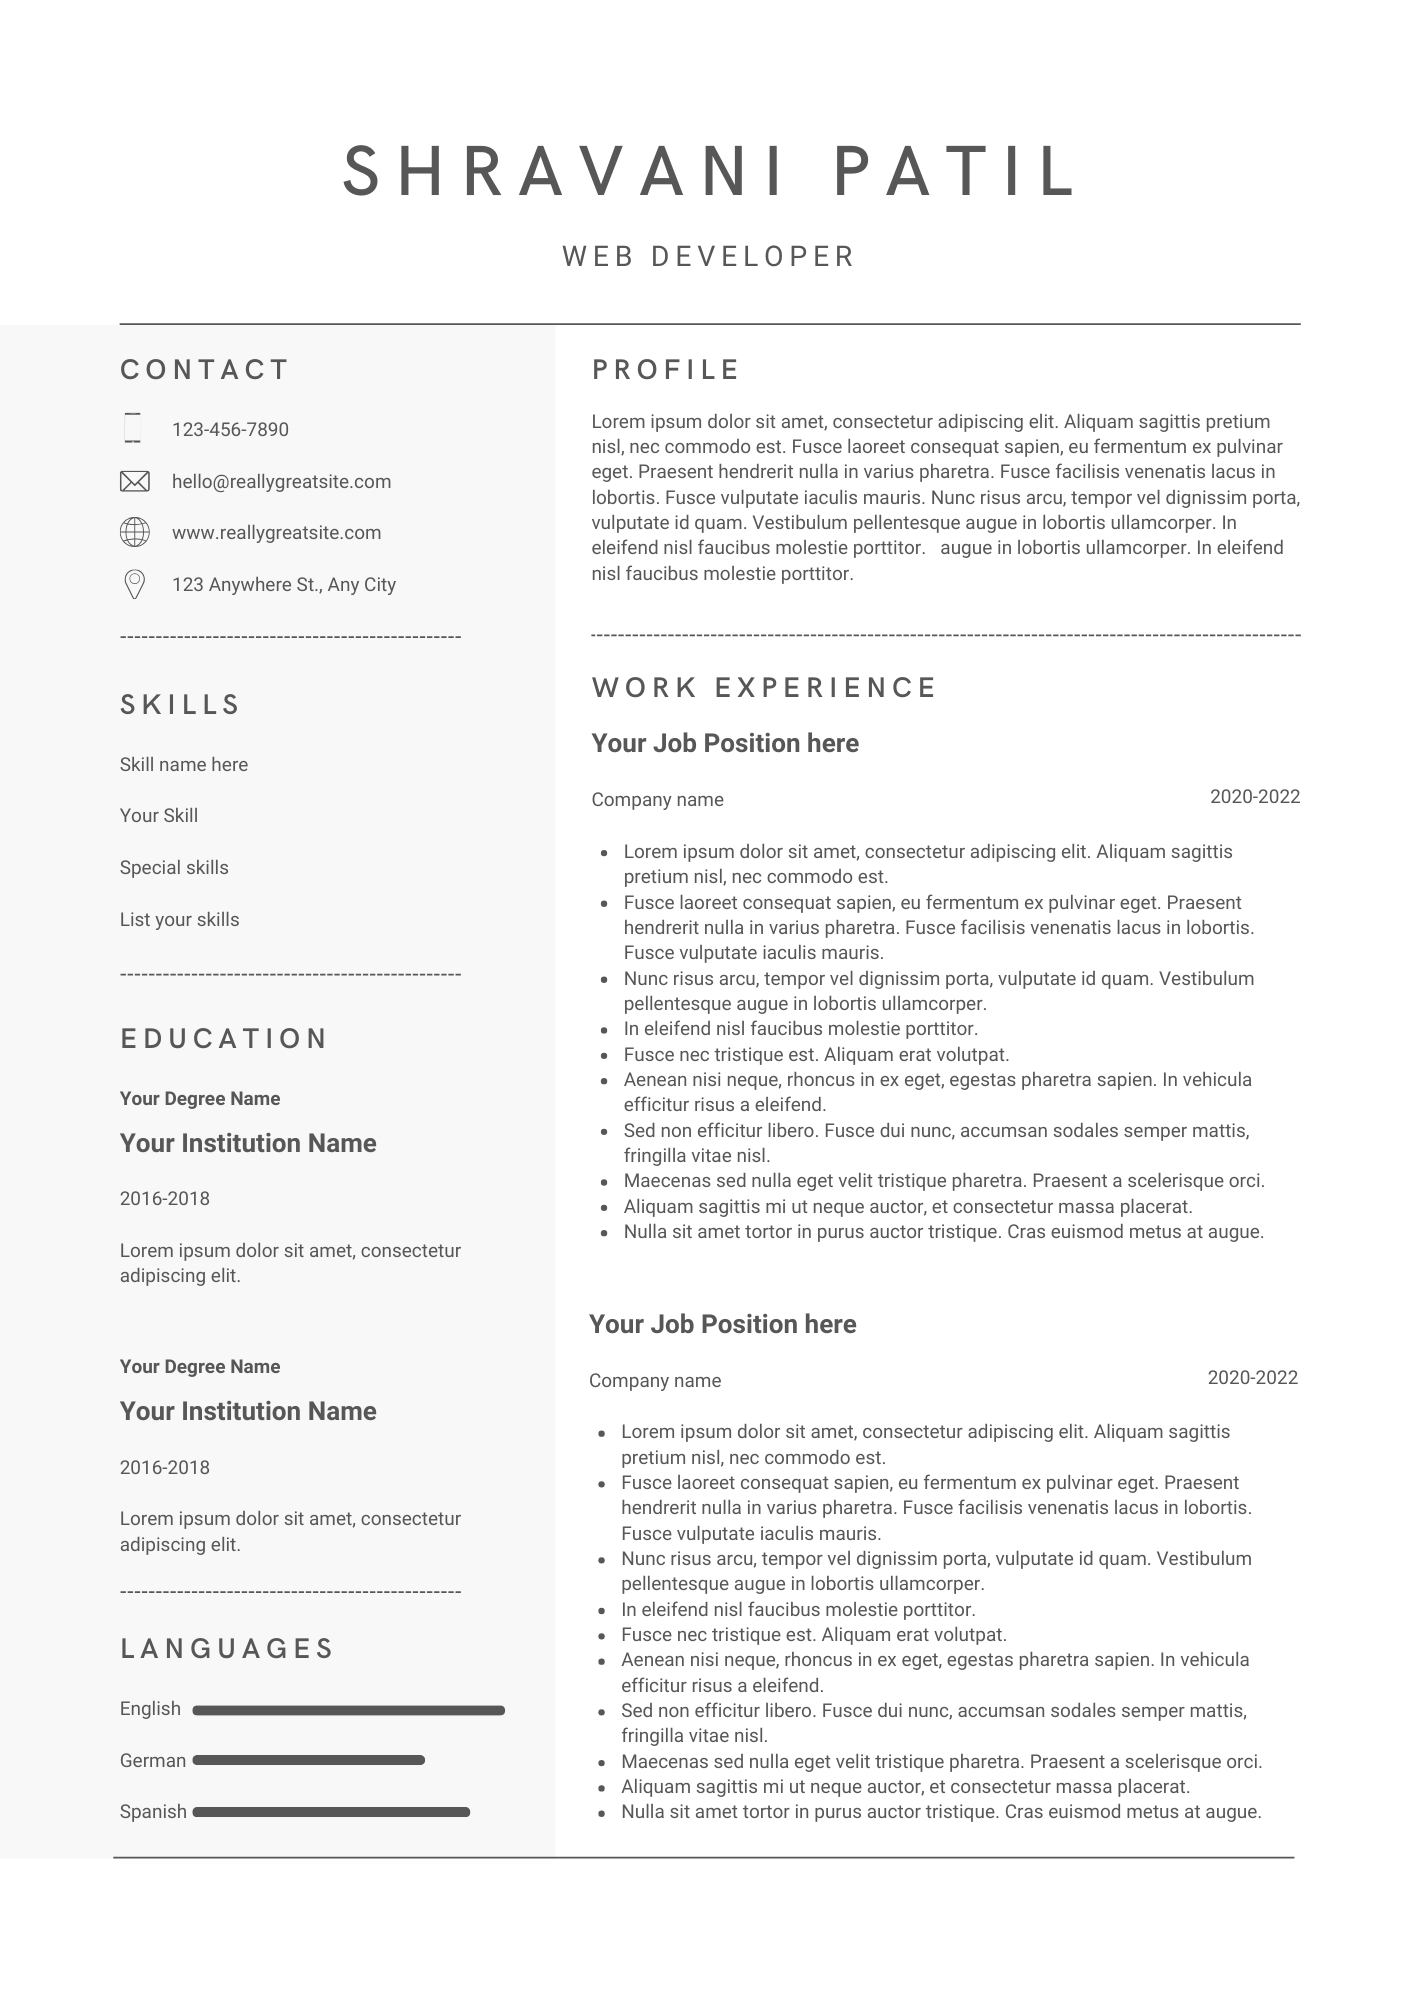 SHRAVANI PATIL
WEB DEVELOPER
CONTACT
123-456-7890
hello@reallygreatsite.com
www.reallygreatsite.com
123 Anywhere St., Any City
------------------------------------------------
SKILLS
Skill name here
Your Skill
Special skills
List your skills
------------------------------------------------
EDUCATION
Your Degree Name
Your Institution Name
2016-2018
Lorem ipsum dolor sit amet, consectetur
adipiscing elit.
Your Degree Name
Your Institution Name
2016-2018
Lorem ipsum dolor sit amet, consectetur
adipiscing elit.
------------------------------------------------
LANGUAGES
English
German
Spanish
PROFILE
Lorem ipsum dolor sit amet, consectetur adipiscing elit. Aliquam sagittis pretium
nisl, nec commodo est. Fusce laoreet consequat sapien, eu fermentum ex pulvinar
eget. Praesent hendrerit nulla in varius pharetra. Fusce facilisis venenatis lacus in
lobortis. Fusce vulputate iaculis mauris. Nunc risus arcu, tempor vel dignissim porta,
vulputate id quam. Vestibulum pellentesque augue in lobortis ullamcorper. In
eleifend nisl faucibus molestie porttitor.   augue in lobortis ullamcorper. In eleifend
nisl faucibus molestie porttitor.
----------------------------------------------------------------------------------------------------
WORK EXPERIENCE
Your Job Position here
Company name 2020-2022
• Lorem ipsum dolor sit amet, consectetur adipiscing elit. Aliquam sagittis
pretium nisl, nec commodo est.
• Fusce laoreet consequat sapien, eu fermentum ex pulvinar eget. Praesent
hendrerit nulla in varius pharetra. Fusce facilisis venenatis lacus in lobortis.
Fusce vulputate iaculis mauris.
• Nunc risus arcu, tempor vel dignissim porta, vulputate id quam. Vestibulum
pellentesque augue in lobortis ullamcorper.
• In eleifend nisl faucibus molestie porttitor.
• Fusce nec tristique est. Aliquam erat volutpat.
• Aenean nisi neque, rhoncus in ex eget, egestas pharetra sapien. In vehicula
efficitur risus a eleifend.
• Sed non efficitur libero. Fusce dui nunc, accumsan sodales semper mattis,
fringilla vitae nisl.
• Maecenas sed nulla eget velit tristique pharetra. Praesent a scelerisque orci.
• Aliquam sagittis mi ut neque auctor, et consectetur massa placerat.
• Nulla sit amet tortor in purus auctor tristique. Cras euismod metus at augue.
Your Job Position here
Company name 2020-2022
• Lorem ipsum dolor sit amet, consectetur adipiscing elit. Aliquam sagittis
pretium nisl, nec commodo est.
• Fusce laoreet consequat sapien, eu fermentum ex pulvinar eget. Praesent
hendrerit nulla in varius pharetra. Fusce facilisis venenatis lacus in lobortis.
Fusce vulputate iaculis mauris.
• Nunc risus arcu, tempor vel dignissim porta, vulputate id quam. Vestibulum
pellentesque augue in lobortis ullamcorper.
• In eleifend nisl faucibus molestie porttitor.
• Fusce nec tristique est. Aliquam erat volutpat.
• Aenean nisi neque, rhoncus in ex eget, egestas pharetra sapien. In vehicula
efficitur risus a eleifend.
• Sed non efficitur libero. Fusce dui nunc, accumsan sodales semper mattis,
fringilla vitae nisl.
• Maecenas sed nulla eget velit tristique pharetra. Praesent a scelerisque orci.
• Aliquam sagittis mi ut neque auctor, et consectetur massa placerat.
• Nulla sit amet tortor in purus auctor tristique. Cras euismod metus at augue.